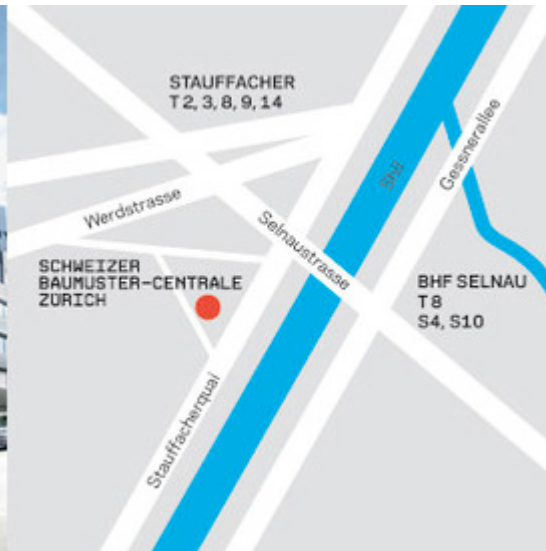 STAUFFACHER
T 2, 3, 8, 9, 14
Werdstrasse
Sihl
Gessnerallee
Selnaustrasse
SCHWEIZER
BAUMUSTER-CENTRALE
ZÜRICH
BHF SELNAU
T 8
S4, S10
Stauffacherquai